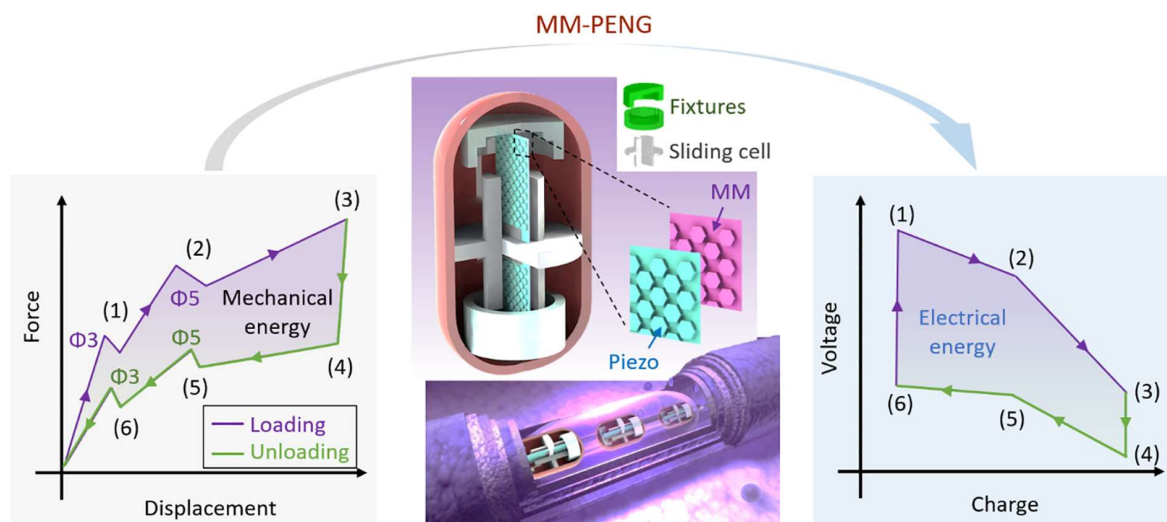 MM-PENG
Fixtures
Sliding cell
MM
Piezo
Force
(3)
(2)
(1)
Φ5
Mechanical
energy
Φ3
Φ5
Φ3
(4)
(5)
(6)
Loading
Unloading
Displacement
Voltage
(1)
(2)
Electrical
energy
(3)
(6)
(5)
(4)
Charge